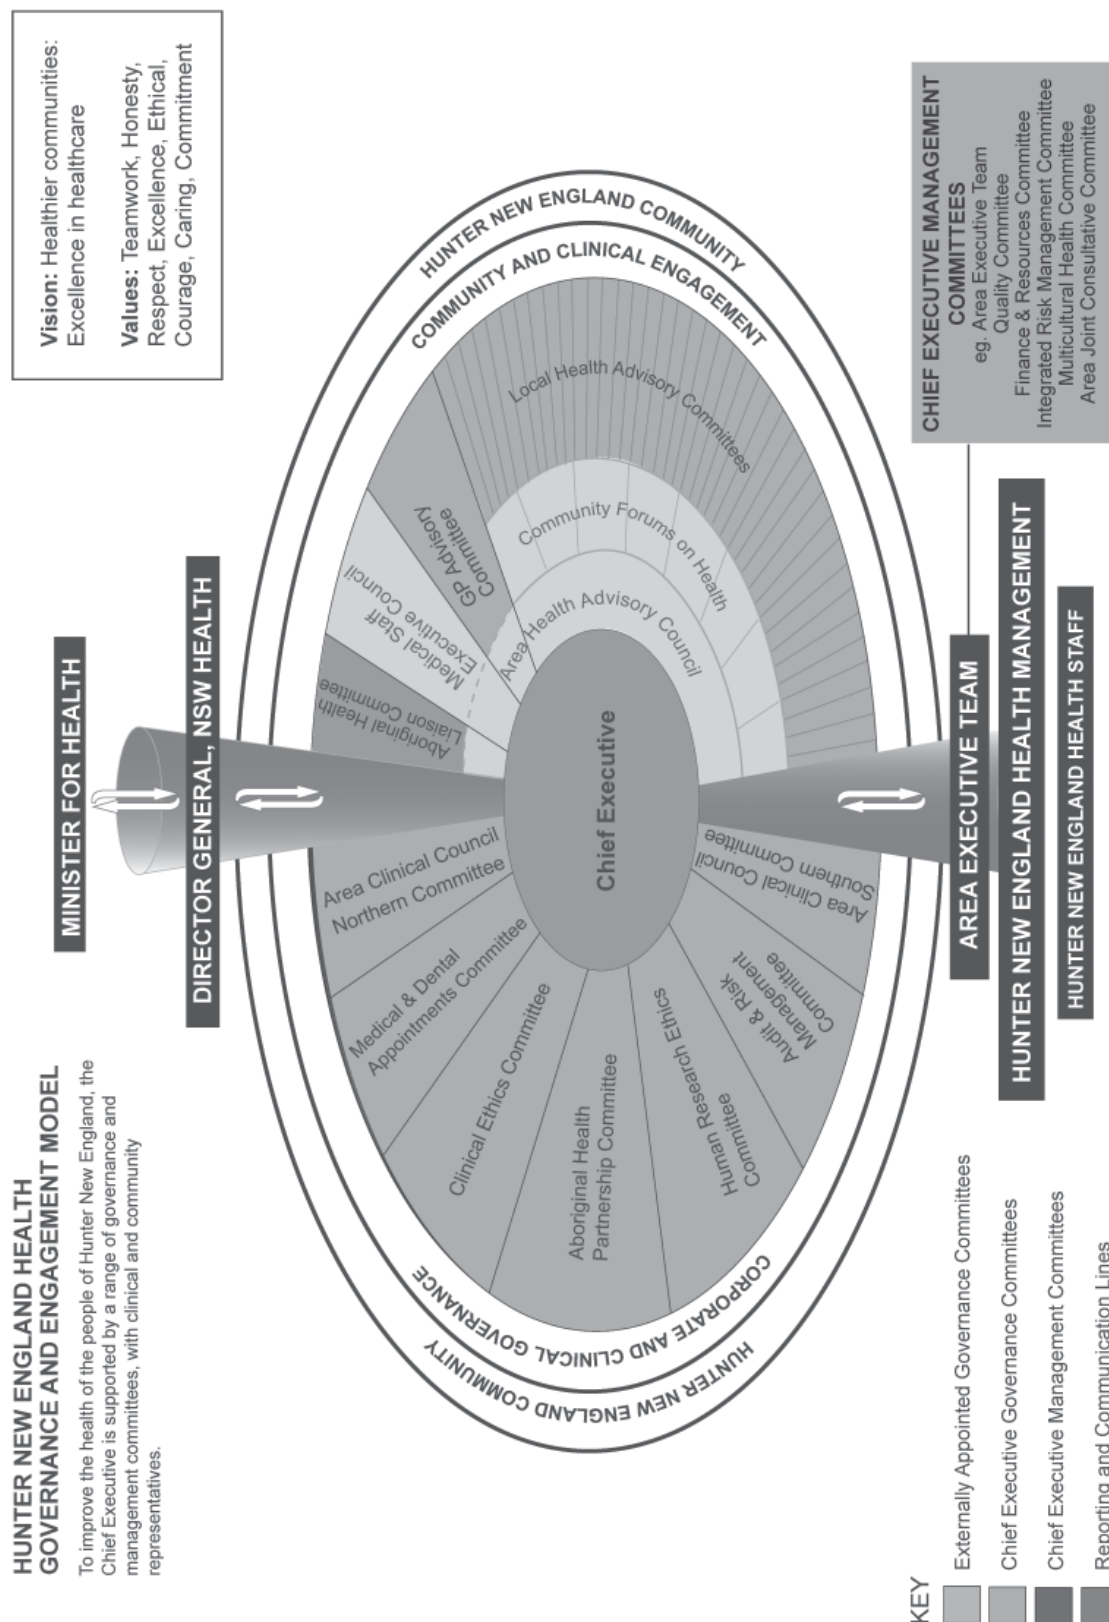 HUNTER NEW ENGLAND HEALTH
GOVERNANCE AND ENGAGEMENT MODEL
To improve the health of the people of Hunter New England, the
Chief Executive is supported by a range of governance and
management committees, with clinical and community
representatives.
MINISTER FOR HEALTH
DIRECTOR GENERAL, NSW HEALTH
Vision: Healthier communities:
Excellence in healthcare
Values: Teamwork, Honesty,
Respect, Excellence, Ethical,
Courage, Caring, Commitment
HUNTER NEW ENGLAND COMMUNITY
CORPORATE AND CLINICAL GOVERNANCE
HUNTER NEW ENGLAND COMMUNITY
COMMUNITY AND CLINICAL ENGAGEMENT
HUNTER NEW ENGLAND COMMUNITY
Area Clinical Council
Northern Committee
Medical & Dental
Appointments Committee
Clinical Ethics Committee
Aboriginal Health
Partnership Committee
Human Research Ethics
Committee
Audit & Risk
Management
Committee
Area Clinical Council
Southern Committee
Chief Executive
Aboriginal Health
Liaison Committee
Medical Staff
Executive Council
GP Advisory
Committee
Area Health Advisory Council
Community Forums on Health
Local Health Advisory Committees
AREA EXECUTIVE TEAM
HUNTER NEW ENGLAND HEALTH MANAGEMENT
HUNTER NEW ENGLAND HEALTH STAFF
CHIEF EXECUTIVE MANAGEMENT
COMMITTEES
eg. Area Executive Team
Quality Committee
Finance & Resources Committee
Integrated Risk Management Committee
Multicultural Health Committee
Area Joint Consultative Committee
KEY
Externally Appointed Governance Committees
Chief Executive Governance Committees
Chief Executive Management Committees
Reporting and Communication Lines